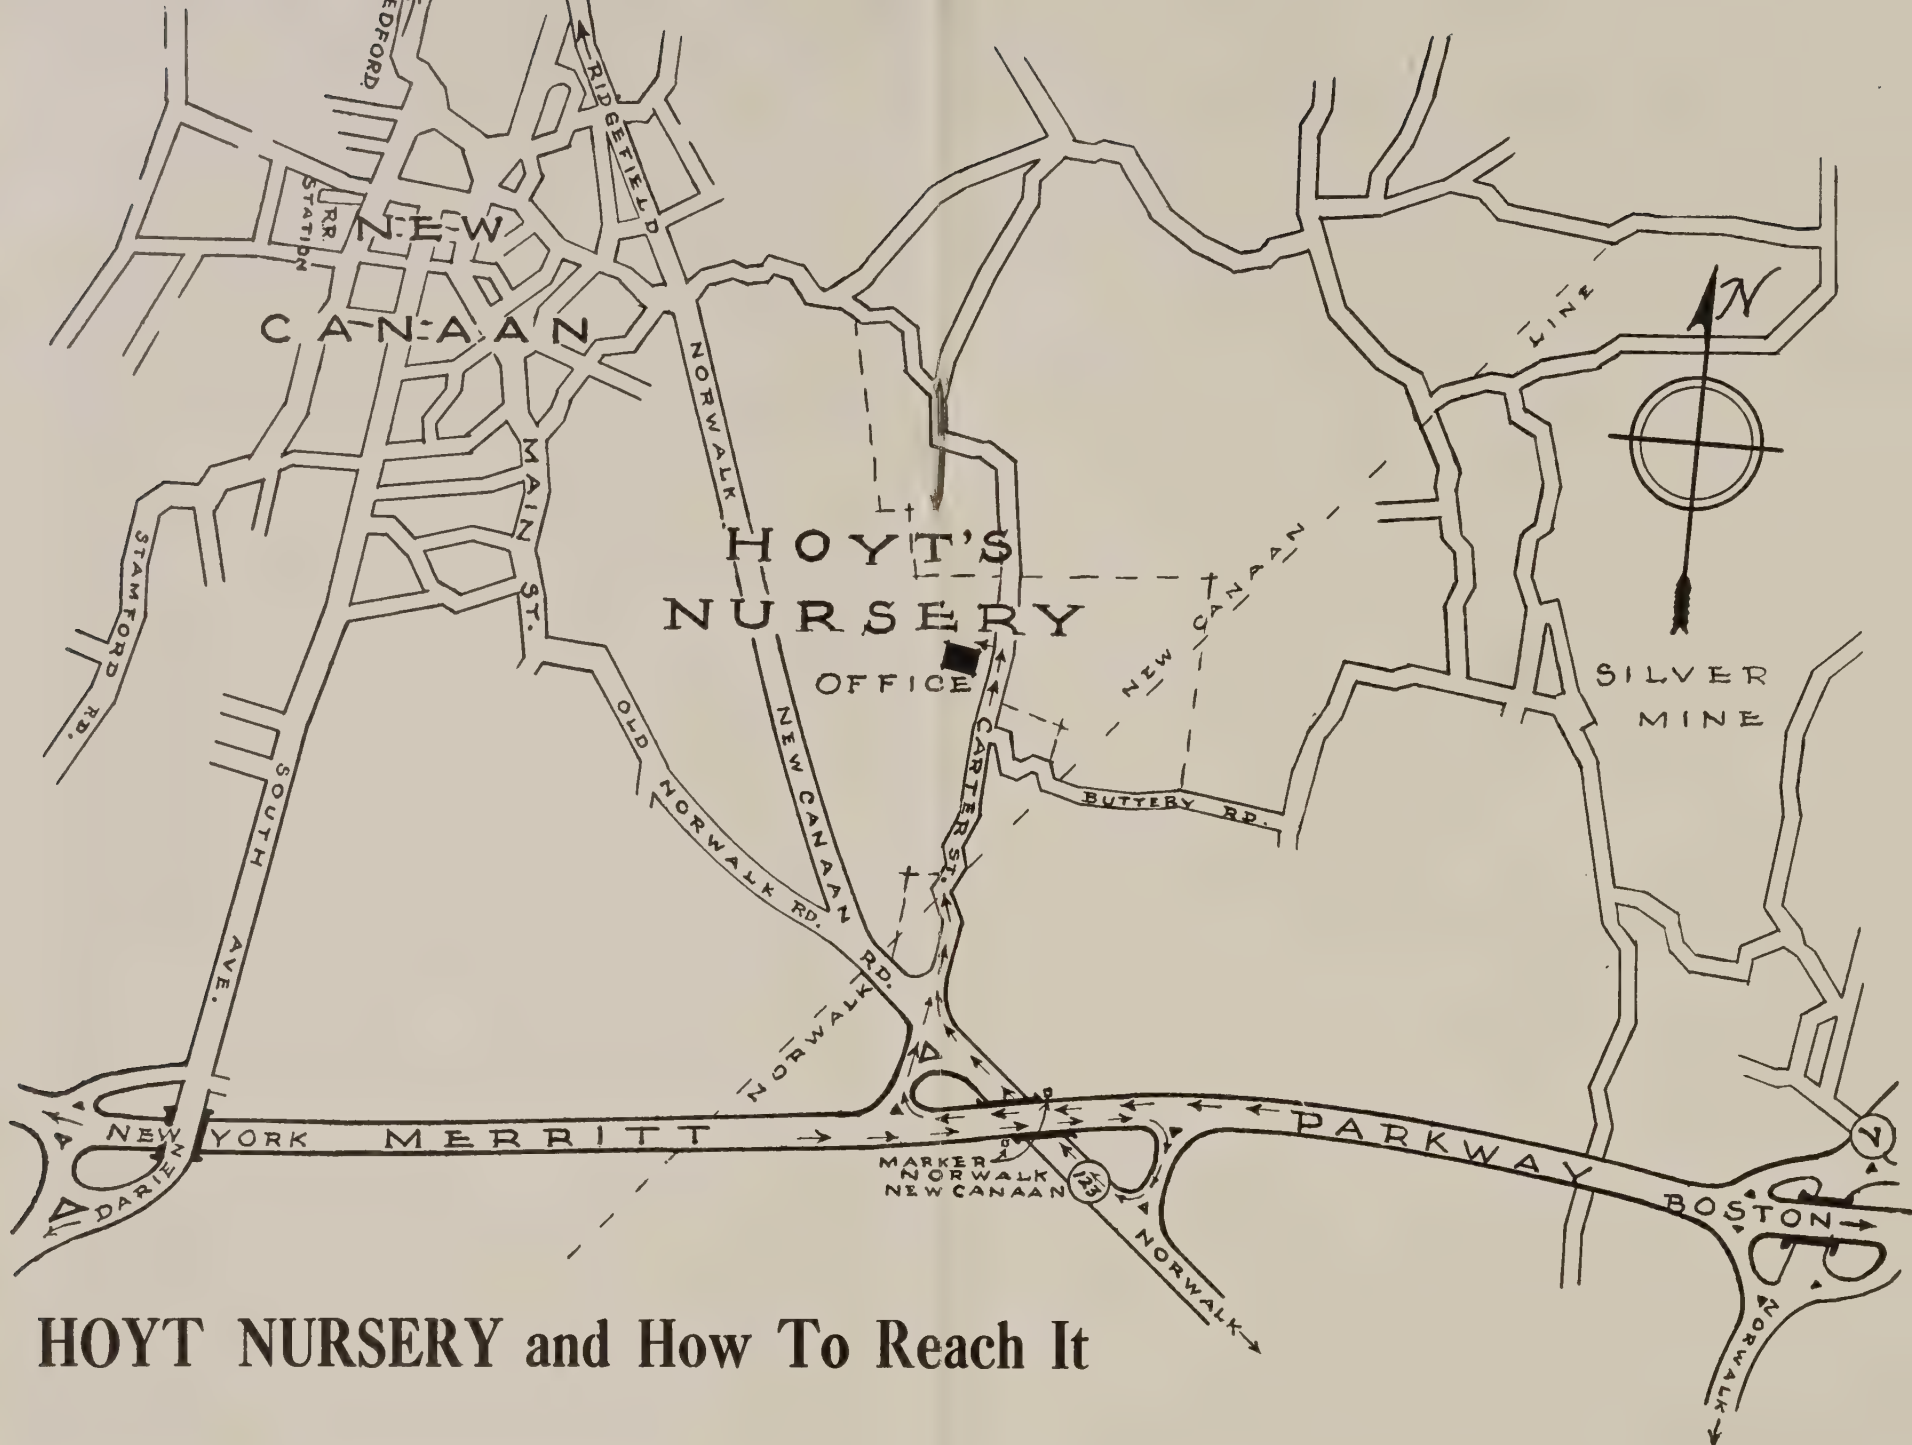 EDFORD.
RIDGEFIELD
R.R.
STATION
NEW
CANAAN
N
LINE
NORWALK
MAIN ST.
STAMFORD RD.
HOYT'S
NURSERY
OFFICE
NEW CANAAN
SILVER
MINE
OLD NORWALK RD.
NEW CANAAN RD.
CARTER ST.
BUTTERY RD.
SOUTH AVE.
NORWALK
NEW YORK
MERRITT PARKWAY
BOSTON
7
DARIEN
MARKER
NORWALK
NEW CANAAN
123
NORWALK
NORWALK
HOYT NURSERY and How To Reach It